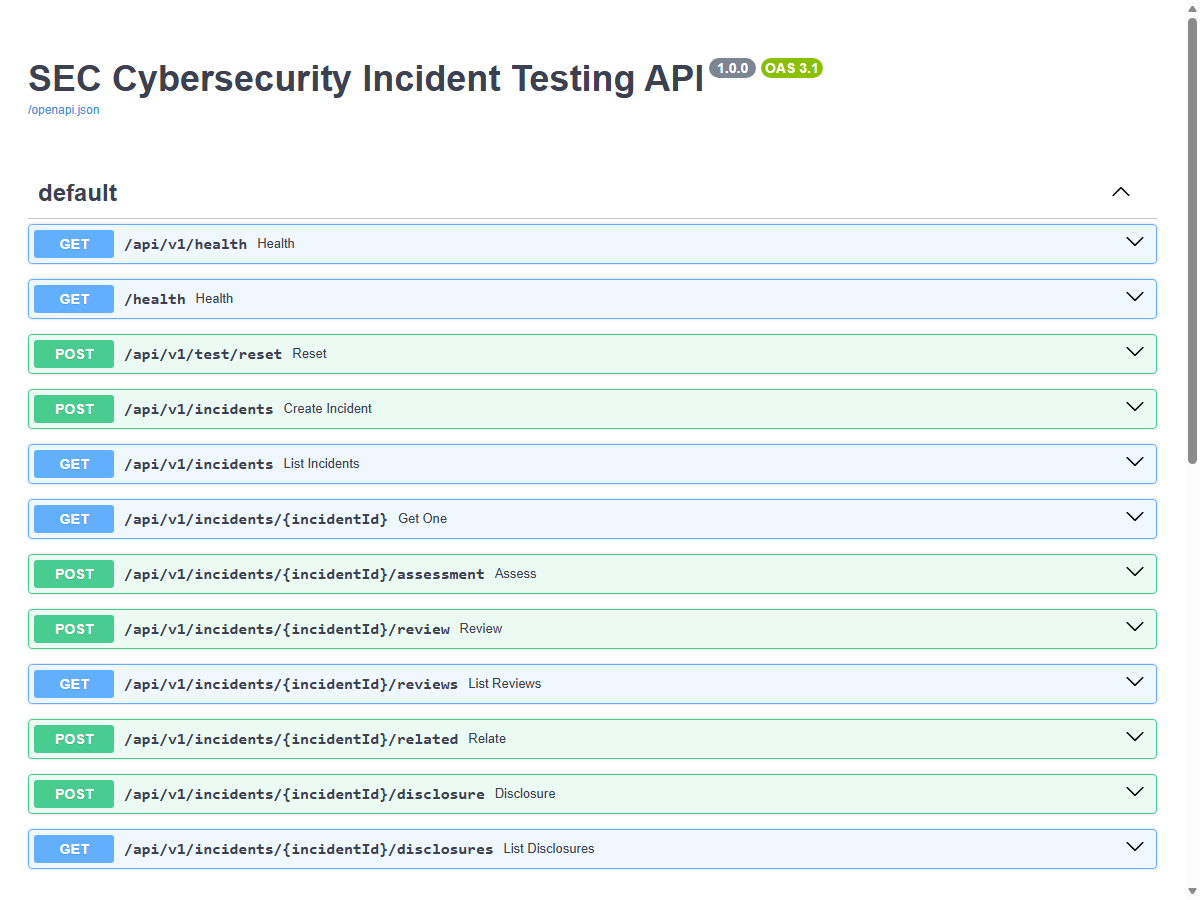 SEC Cybersecurity Incident Testing API 1.0.0 OAS 3.1
/openapi.json
default
GET /api/v1/health Health
GET /health Health
POST /api/v1/test/reset Reset
POST /api/v1/incidents Create Incident
GET /api/v1/incidents List Incidents
GET /api/v1/incidents/{incidentId} Get One
POST /api/v1/incidents/{incidentId}/assessment Assess
POST /api/v1/incidents/{incidentId}/review Review
GET /api/v1/incidents/{incidentId}/reviews List Reviews
POST /api/v1/incidents/{incidentId}/related Relate
POST /api/v1/incidents/{incidentId}/disclosure Disclosure
GET /api/v1/incidents/{incidentId}/disclosures List Disclosures